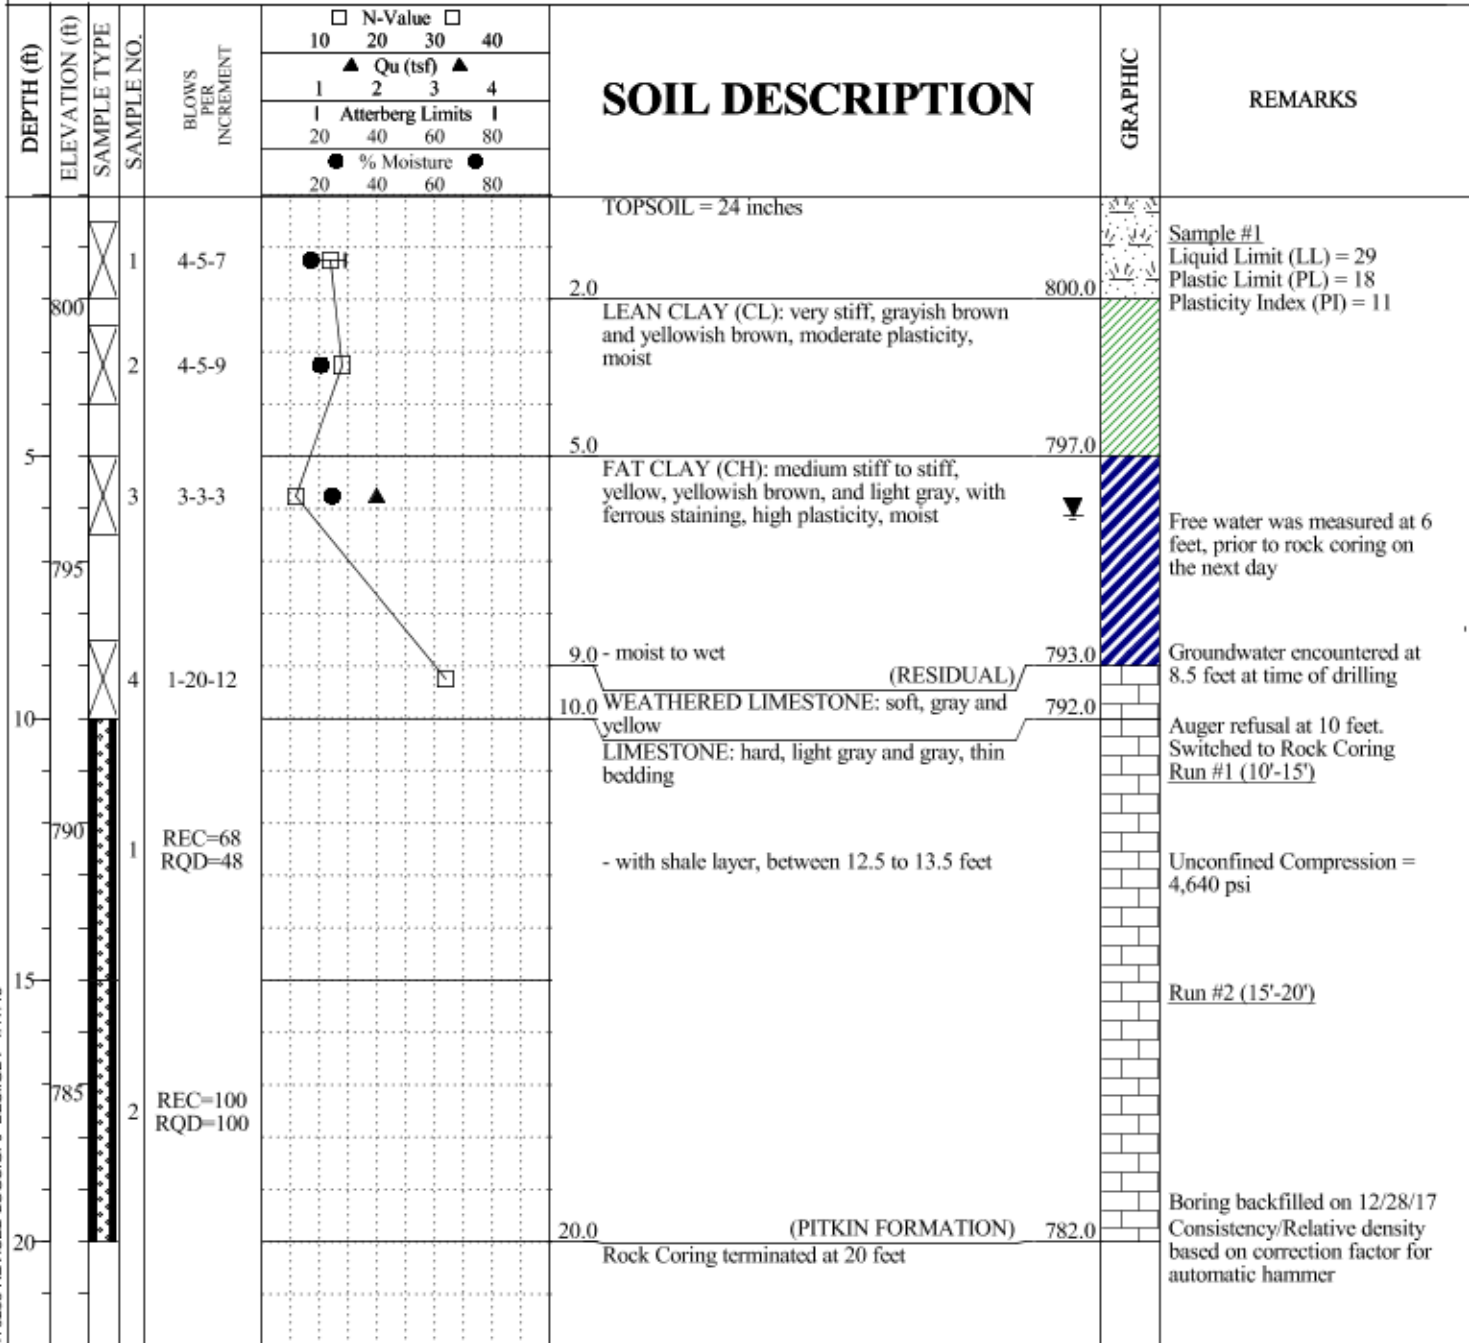 DEPTH (ft)
ELEVATION (ft)
SAMPLE TYPE
SAMPLE NO.
BLOWS
PER
INCREMENT
N-Value
10 20 30 40
Qu (tsf)
1 2 3 4
Atterberg Limits
20 40 60 80
% Moisture
20 40 60 80
SOIL DESCRIPTION
GRAPHIC
REMARKS
TOPSOIL = 24 inches
Sample #1
1 4-5-7
Liquid Limit (LL) = 29
Plastic Limit (PL) = 18
2.0 800.0
Plasticity Index (PI) = 11
800
LEAN CLAY (CL): very stiff, grayish brown
and yellowish brown, moderate plasticity,
moist
2 4-5-9
5.0 797.0
5
FAT CLAY (CH): medium stiff to stiff,
yellow, yellowish brown, and light gray, with
ferrous staining, high plasticity, moist
3 3-3-3
Free water was measured at 6
feet, prior to rock coring on
the next day
795
9.0 - moist to wet 793.0
Groundwater encountered at
8.5 feet at time of drilling
4 1-20-12
(RESIDUAL)
10.0 WEATHERED LIMESTONE: soft, gray and 792.0
yellow
10
Auger refusal at 10 feet.
Switched to Rock Coring
Run #1 (10'-15')
LIMESTONE: hard, light gray and gray, thin
bedding
790
1
REC=68
RQD=48
- with shale layer, between 12.5 to 13.5 feet
Unconfined Compression =
4,640 psi
15
Run #2 (15'-20')
785
2
REC=100
RQD=100
Boring backfilled on 12/28/17
20.0 (PITKIN FORMATION) 782.0
Consistency/Relative density
based on correction factor for
automatic hammer
20
Rock Coring terminated at 20 feet